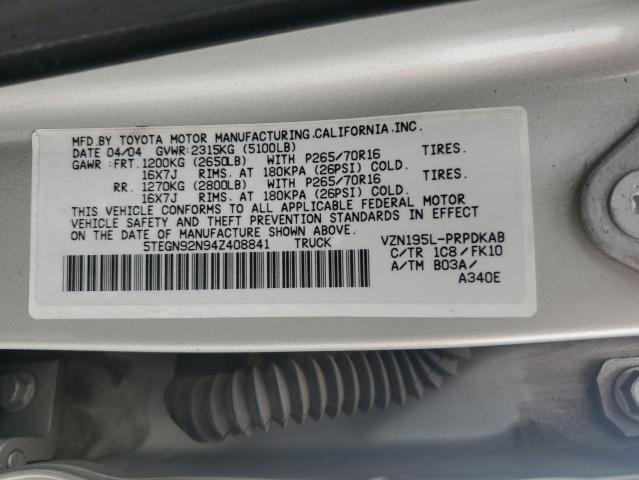 MFD.BY TOYOTA MOTOR MANUFACTURING.CALIFORNIA.INC.
DATE 04/04 GVWR:2315KG (5100LB)
GAWR :FRT.1200KG (2650LB) WITH P265/70R16 TIRES.
16X7J RIMS. AT 180KPA (26PSI) COLD.
RR. 1270KG (2800LB) WITH P265/70R16 TIRES.
16X7J RIMS. AT 180KPA (26PSI) COLD.
THIS VEHICLE CONFORMS TO ALL APPLICABLE FEDERAL MOTOR
VEHICLE SAFETY AND THEFT PREVENTION STANDARDS IN EFFECT
ON THE DATE OF MANUFACTURE SHOWN ABOVE.
5TEGN92N94Z408841 TRUCK VZN195L-PRPDKAB
C/TR 1C8/FK10
A/TM B03A/
A340E